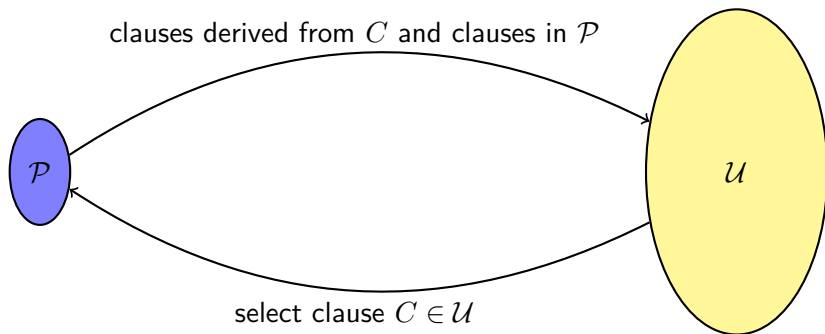 clauses derived from C and clauses in 𝒫
𝒫
𝒰
select clause C ∈ 𝒰